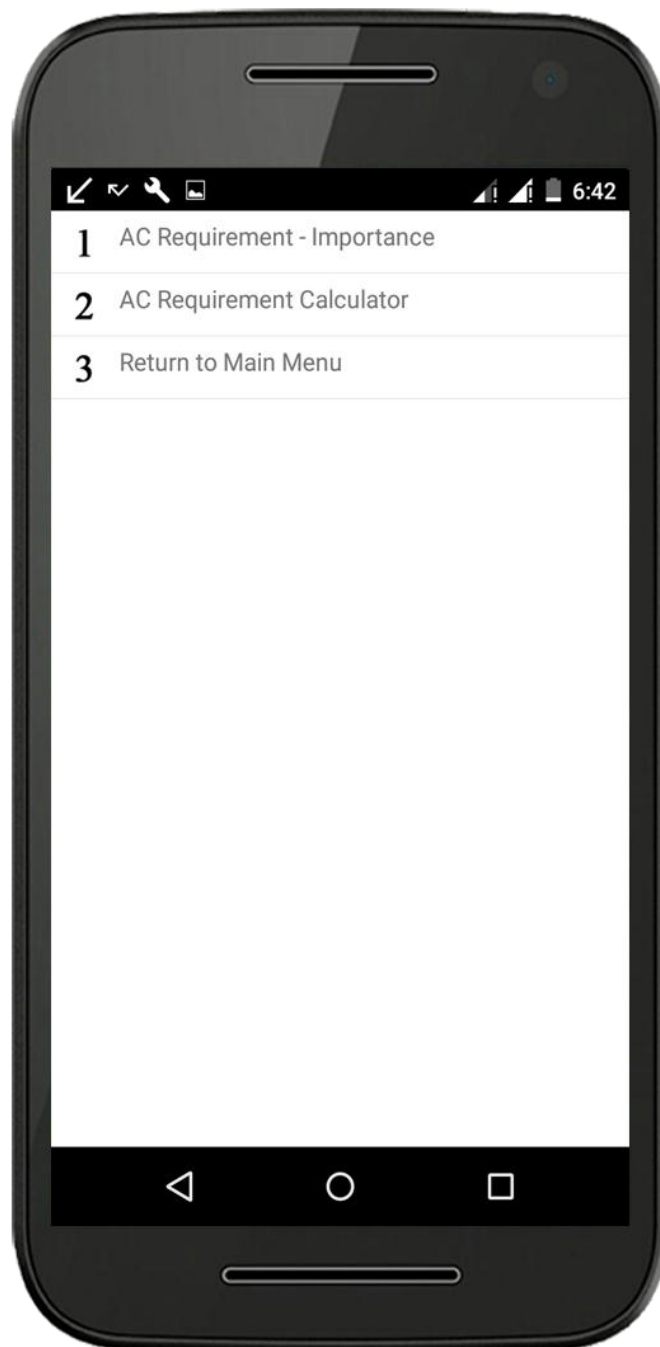 6:42
1 AC Requirement - Importance
2 AC Requirement Calculator
3 Return to Main Menu